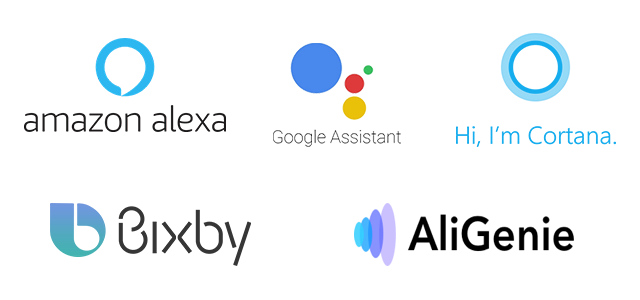 amazon alexa
Google Assistant
Hi, I'm Cortana.
Bixby
AliGenie